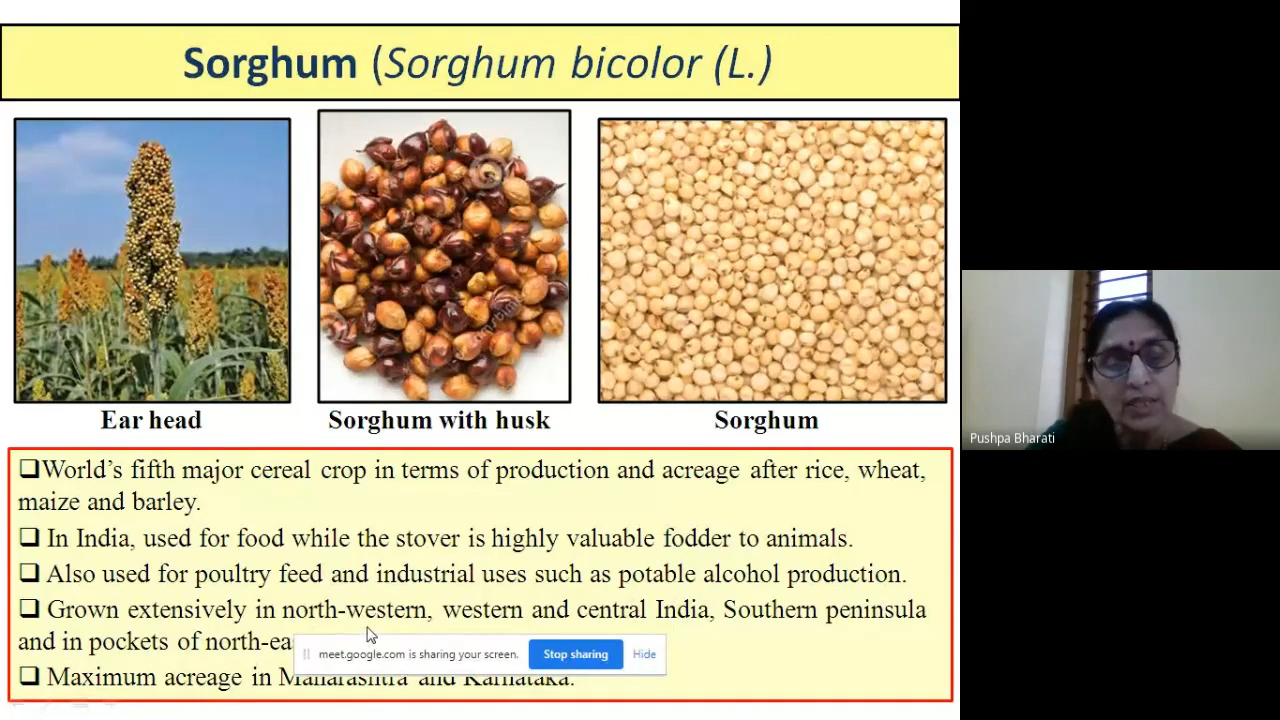 Sorghum (Sorghum bicolor (L.)
Ear head
Sorghum with husk
Sorghum
❑World’s fifth major cereal crop in terms of production and acreage after rice, wheat,
maize and barley.
❑ In India, used for food while the stover is highly valuable fodder to animals.
❑ Also used for poultry feed and industrial uses such as potable alcohol production.
❑ Grown extensively in north-western, western and central India, Southern peninsula
and in pockets of
❑ Maximum acreage in Maharashtra and Karnataka.
meet.google.com is sharing your screen.
Stop sharing
Hide
Pushpa Bharati